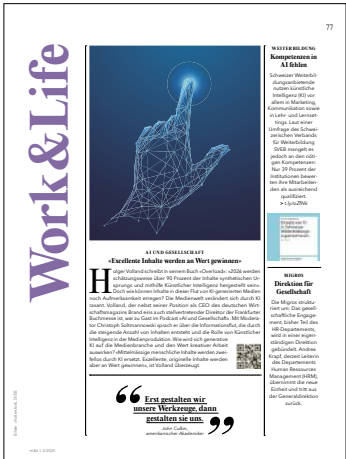 77
Work&Life
AI UND GESELLSCHAFT
«Excellente Inhalte werden an Wert gewinnen»
Holger Volland schreibt in seinem Buch «Overload»: «2026 werden
schätzungsweise über 90 Prozent der Inhalte synthetischen Ur-
sprungs und mithilfe Künstlicher Intelligenz hergestellt sein».
Doch wie können Inhalte in dieser Flut von KI-generierten Medien
noch Aufmerksamkeit erregen? Die Medienwelt verändert sich durch KI
rasant. Volland, der nebst seiner Position als CEO des deutschen Wirt-
schaftsmagazins Brand eins auch stellvertretender Direktor der Frankfurter
Buchmesse ist, war zu Gast im Podcast «AI und Gesellschaft». Mit Modera-
tor Christoph Soltmannowski sprach er über die Informationsflut, die durch
die steigende Anzahl von Inhalten entsteht und die Rolle von Künstlicher
Intelligenz in der Medienproduktion. Wie wird sich generative
KI auf die Medienbranche und den Wert kreativer Arbeit
auswirken? «Mittelmässige menschliche Inhalte werden zwei-
fellos durch KI ersetzt. Exzellente, originelle Inhalte werden
aber an Wert gewinnen», ist Volland überzeugt.
“ Erst gestalten wir
unsere Werkzeuge, dann
gestalten sie uns. ”
John Culkin,
amerikanischer Akademiker
WEITERBILDUNG
Kompetenzen in
AI fehlen
Schweizer Weiterbil-
dungsanbietende
nutzen künstliche
Intelligenz (KI) vor
allem in Marketing,
Kommunikation sowie
in Lehr- und Lernset-
tings. Laut einer
Umfrage des Schwei-
zerischen Verbands
für Weiterbildung
SVEB mangelt es
jedoch an den nöti-
gen Kompetenzen:
Nur 39 Prozent der
Institutionen bewer-
ten ihre Mitarbeiten-
den als ausreichend
qualifiziert.
MIGROS
Direktion für
Gesellschaft
Die Migros struktu-
riert um: Das gesell-
schaftliche Engage-
ment, bisher Teil des
HR-Departements,
wird in einer eigen-
ständigen Direktion
gebündelt. Andree
Krapf, derzeit Leiterin
des Departements
Human Ressources
Management (HRM),
übernimmt die neue
Einheit und tritt aus
der Generaldirektion
zurück.